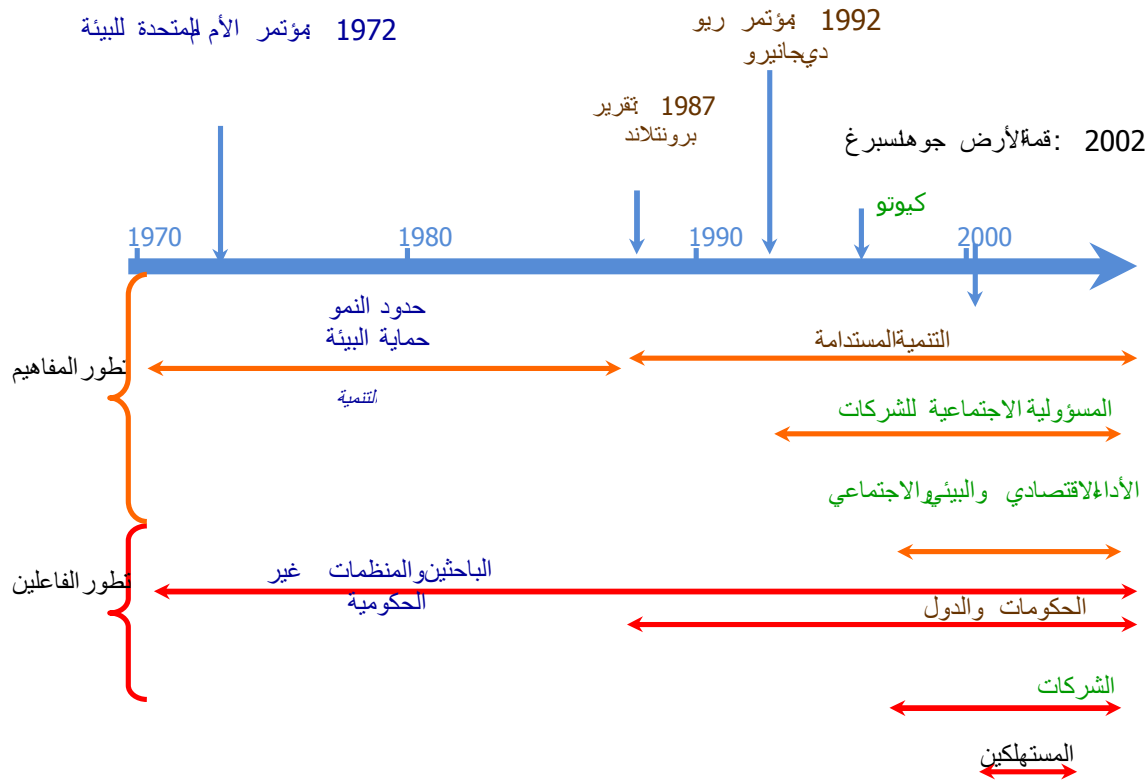 1972 مؤتمر الأمم المتحدة للبيئة
1992 مؤتمر ريو
دي جانيرو
1987 تقرير
برونتلاند
2002 : قمة الأرض جوهانسبرغ
كيوتو
1970
1980
1990
2000
حدود النمو
حماية البيئة
التنمية المستدامة
تطور المفاهيم
التنمية
المسؤولية الاجتماعية للشركات
الأداء الاقتصادي والبيئي والاجتماعي
الباحثين والمنظمات غير
الحكومية
تطور الفاعلين
الحكومات والدول
الشركات
المستهلكين